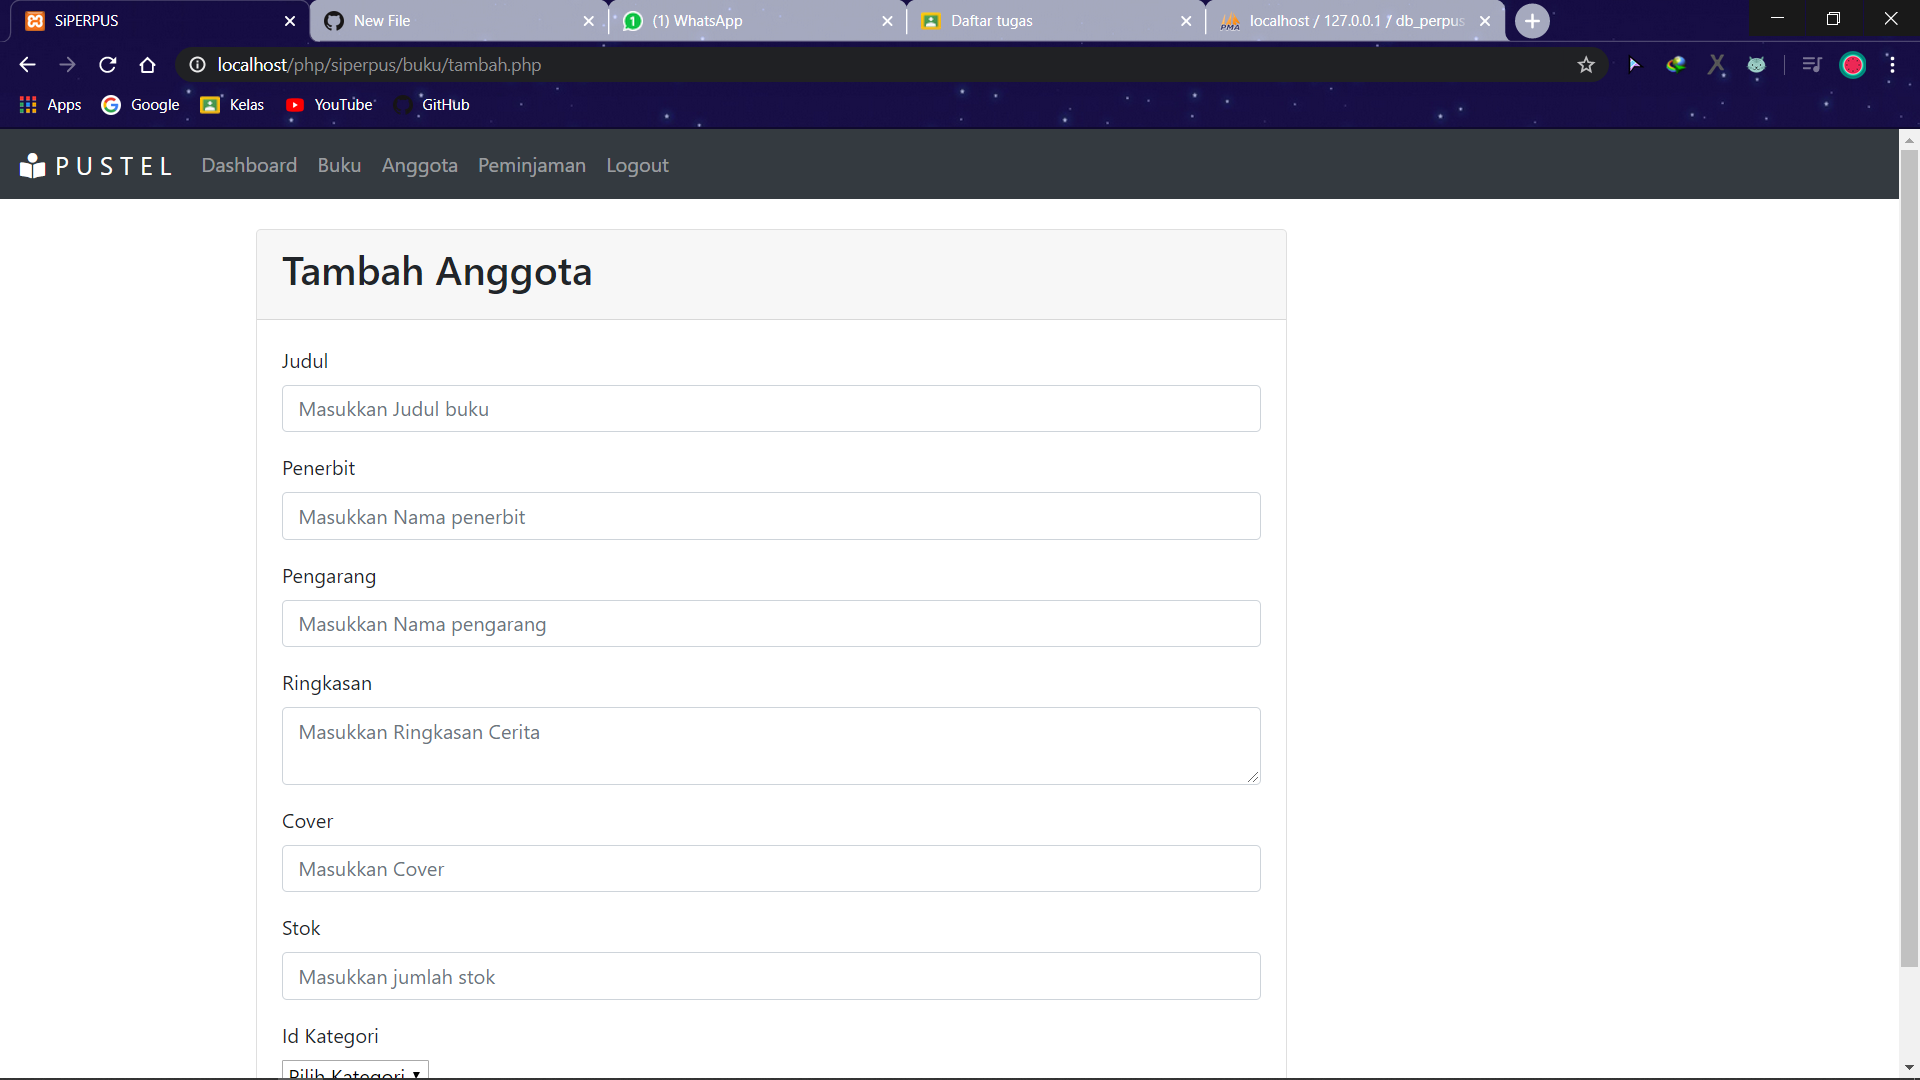 SiPERPUS
New File
(1) WhatsApp
Daftar tugas
localhost / 127.0.0.1 / db_perpus
localhost/php/siperpus/buku/tambah.php
Apps Google Kelas YouTube GitHub
PUSTEL Dashboard Buku Anggota Peminjaman Logout
Tambah Anggota
Judul
Masukkan Judul buku
Penerbit
Masukkan Nama penerbit
Pengarang
Masukkan Nama pengarang
Ringkasan
Masukkan Ringkasan Cerita
Cover
Masukkan Cover
Stok
Masukkan jumlah stok
Id Kategori
Pilih Kategori